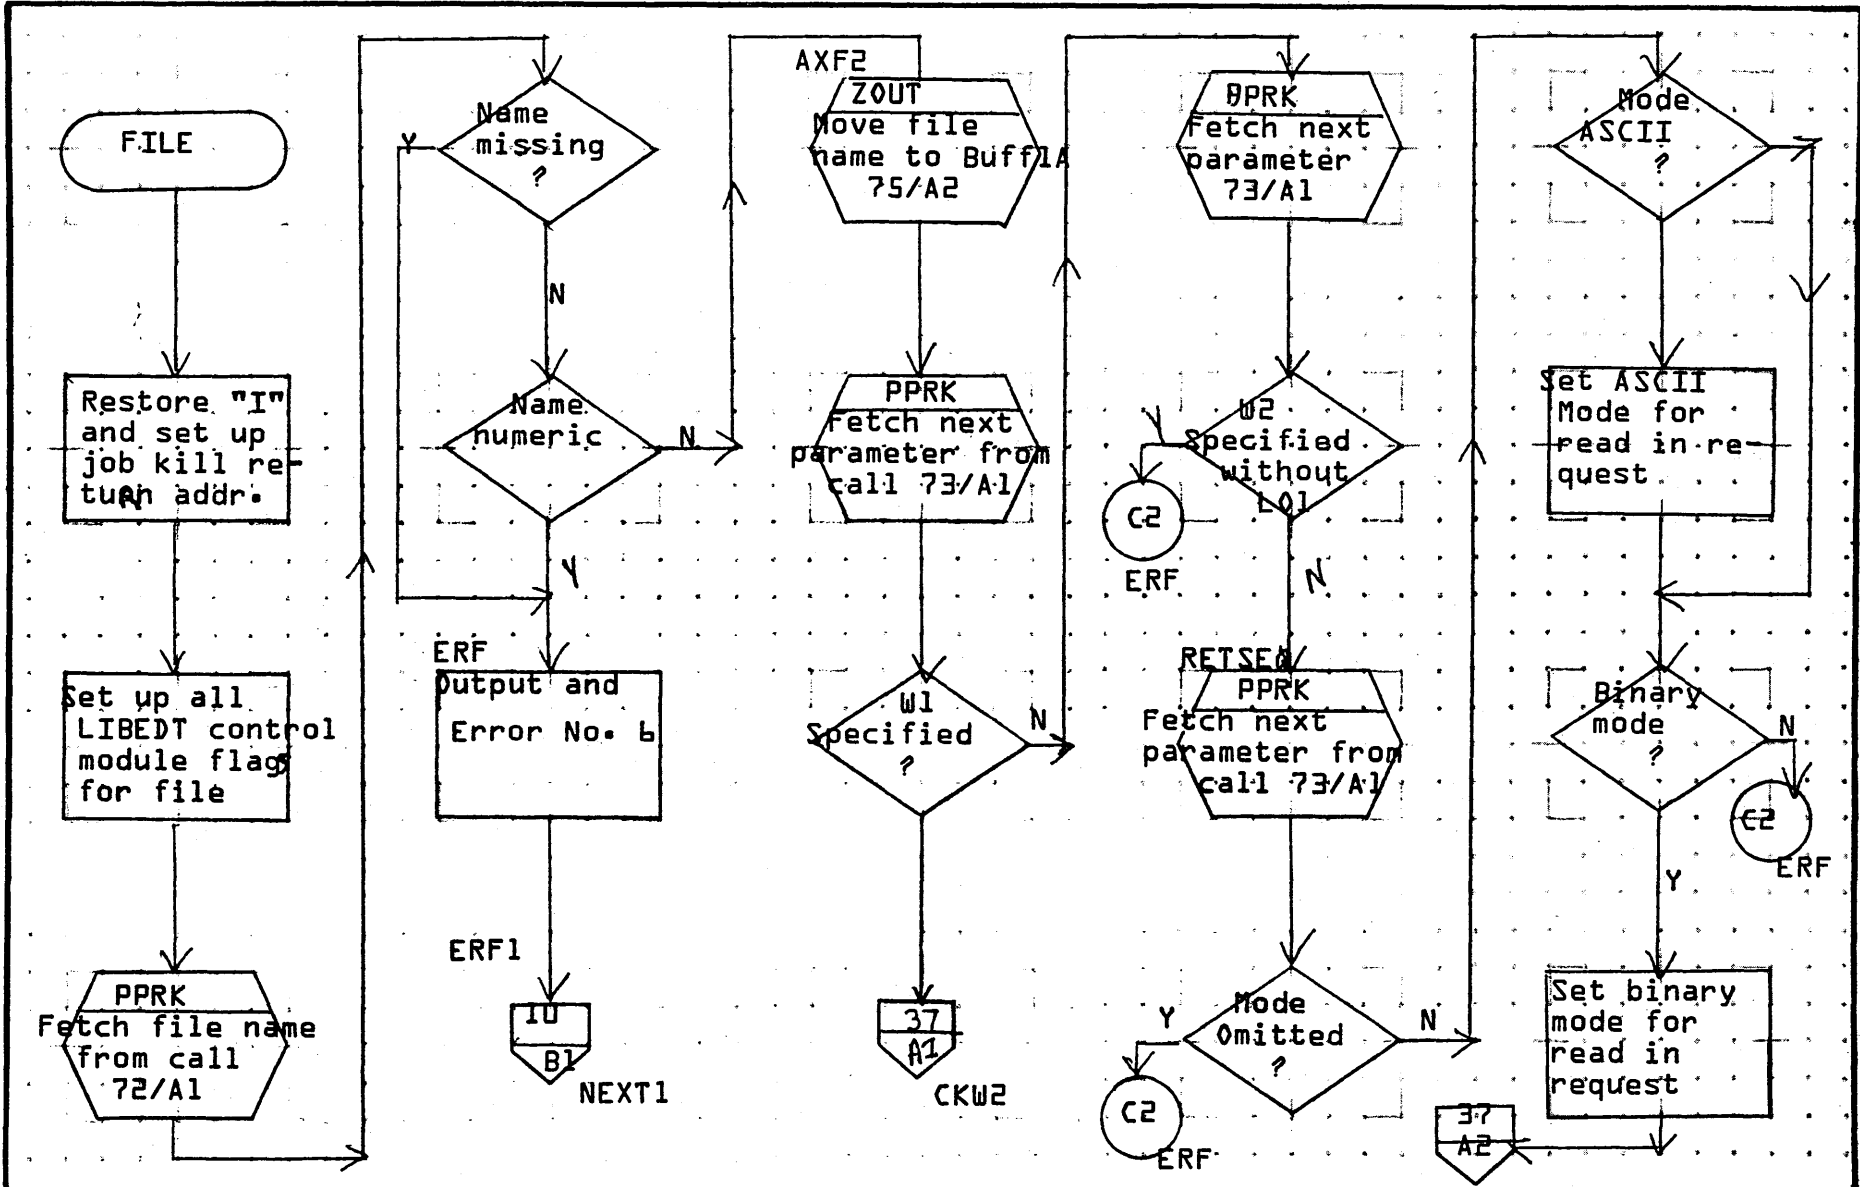 FILE
Restore "I"
and set up
job kill re-
turn addr.
Set up all
LIBEDT control
module flags
for file
PPRK
Fetch file name
from call
72/A1
Name
missing
?
Y
N
Name
numeric
N
Y
ERF
Output and
Error No. 6
ERF1
10
B1
NEXT1
AXF2
ZOUT
Move file
name to Buff1A
75/A2
PPRK
Fetch next
parameter from
call 73/A1
W1
Specified
?
N
37
A1
CKW2
PPRK
Fetch next
parameter
73/A1
W2
Specified
without
L01
Y
C2
ERF
N
RETSEQ
PPRK
Fetch next
parameter from
call 73/A1
Mode
Omitted
?
Y
N
C2
ERF
Mode
ASCII
?
Set ASCII
Mode for
read in re-
quest
Binary
mode
?
N
C2
ERF
Y
Set binary
mode for
read in
request
37
A2